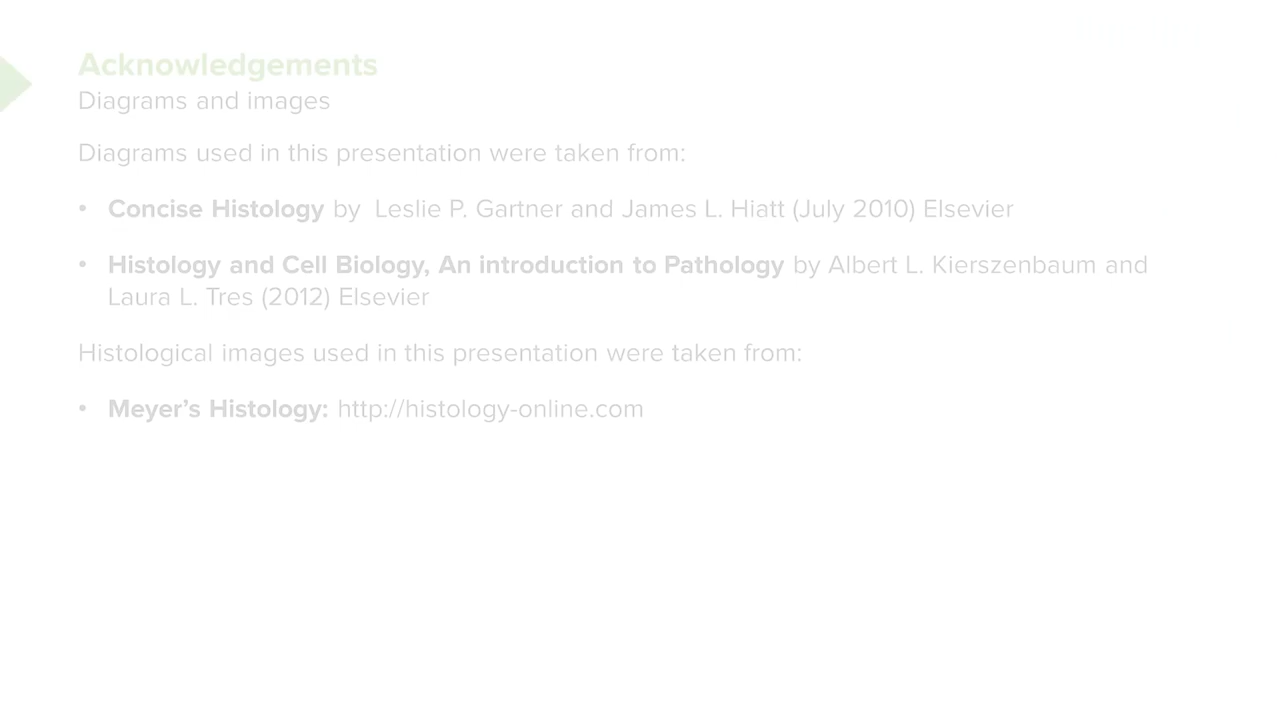 Acknowledgements
Diagrams and images
Diagrams used in this presentation were taken from:
• Concise Histology by  Leslie P. Gartner and James L. Hiatt (July 2010) Elsevier
• Histology and Cell Biology, An introduction to Pathology by Albert L. Kierszenbaum and
Laura L. Tres (2012) Elsevier
Histological images used in this presentation were taken from:
• Meyer’s Histology: http://histology-online.com